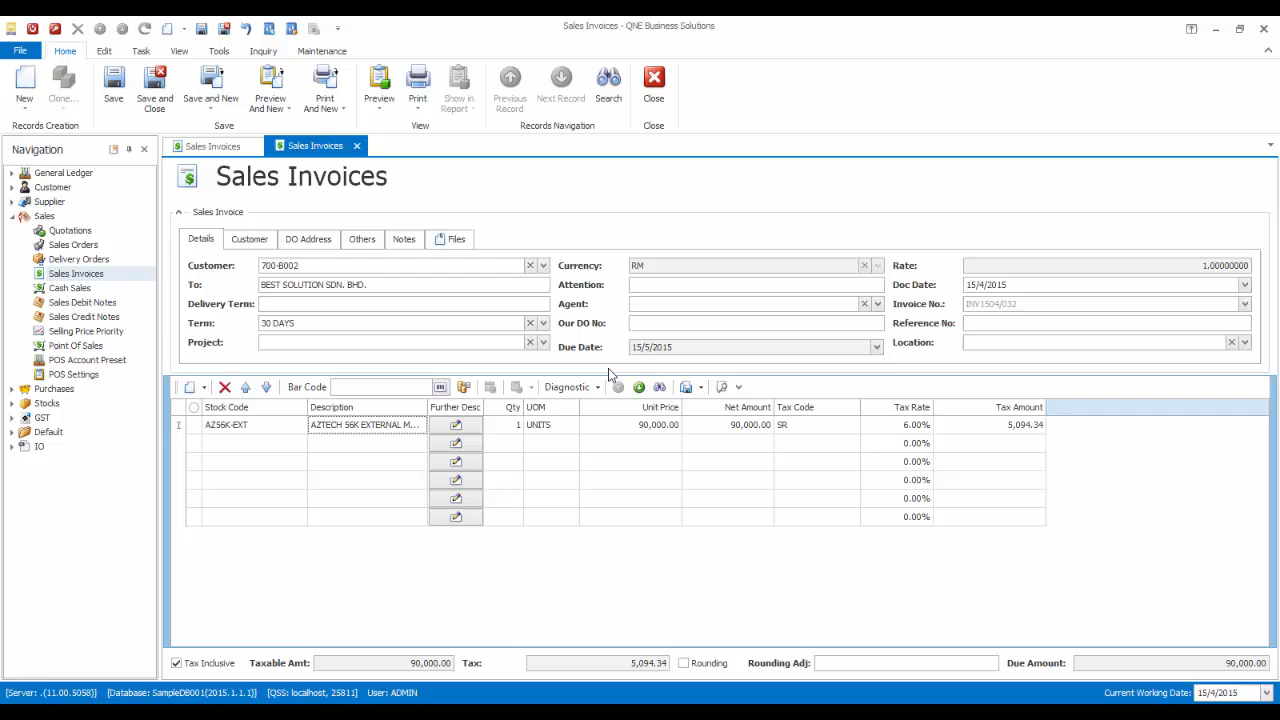 Sales Invoices - QNE Business Solutions
File Home Edit Task View Tools Inquiry Maintenance
New Clone... Save Save and Close Save and New Preview And New Print And New Preview Print Show in Report Previous Record Next Record Search Close
Records Creation Save View Records Navigation Close
Navigation
General Ledger
Customer
Supplier
Sales
Quotations
Sales Orders
Delivery Orders
Sales Invoices
Cash Sales
Sales Debit Notes
Sales Credit Notes
Selling Price Priority
Point Of Sales
POS Account Preset
POS Settings
Purchases
Stocks
GST
Default
IO
Sales Invoices Sales Invoices
Sales Invoices
Sales Invoice
Details Customer DO Address Others Notes Files
Customer: 700-B002 Currency: RM Rate: 1.00000000
To: BEST SOLUTION SDN. BHD. Attention: Doc Date: 15/4/2015
Delivery Term: Agent: Invoice No.: INV1504/032
Term: 30 DAYS Our DO No: Reference No:
Project: Due Date: 15/5/2015 Location:
Bar Code Diagnostic
Stock Code Description Further Desc Qty UOM Unit Price Net Amount Tax Code Tax Rate Tax Amount
AZ56K-EXT AZTECH 56K EXTERNAL M... 1 UNITS 90,000.00 90,000.00 SR 6.00% 5,094.34
0.00%
0.00%
0.00%
0.00%
0.00%
Tax Inclusive Taxable Amt: 90,000.00 Tax: 5,094.34 Rounding Rounding Adj: Due Amount: 90,000.00
[Server: .(11.00.5058)] [Database: SampleDB001(2015.1.1.1)] [QSS: localhost, 25811] User: ADMIN Current Working Date: 15/4/2015